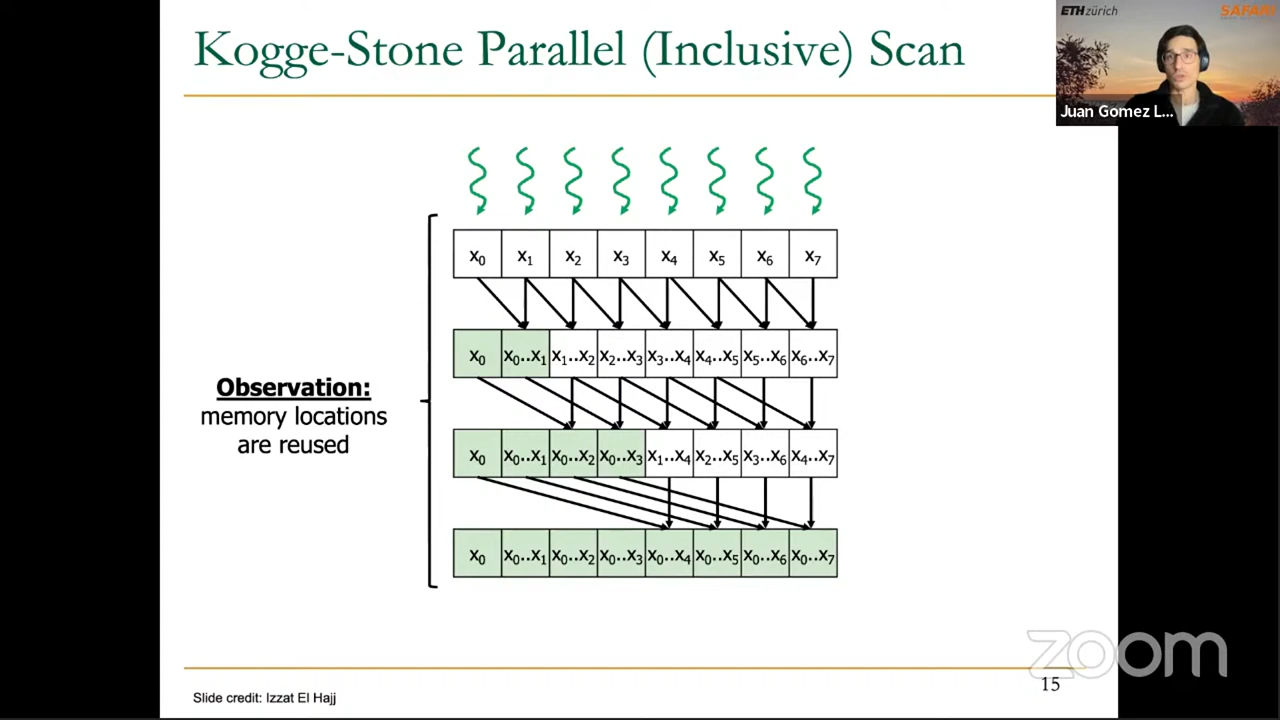 Kogge-Stone Parallel (Inclusive) Scan
ETH zürich
SAFARI
Juan Gomez L...
x0 x1 x2 x3 x4 x5 x6 x7
x0 x0..x1 x1..x2 x2..x3 x3..x4 x4..x5 x5..x6 x6..x7
Observation:
memory locations
are reused
x0 x0..x1 x0..x2 x0..x3 x1..x4 x2..x5 x3..x6 x4..x7
x0 x0..x1 x0..x2 x0..x3 x0..x4 x0..x5 x0..x6 x0..x7
zoom
Slide credit: Izzat El Hajj
15